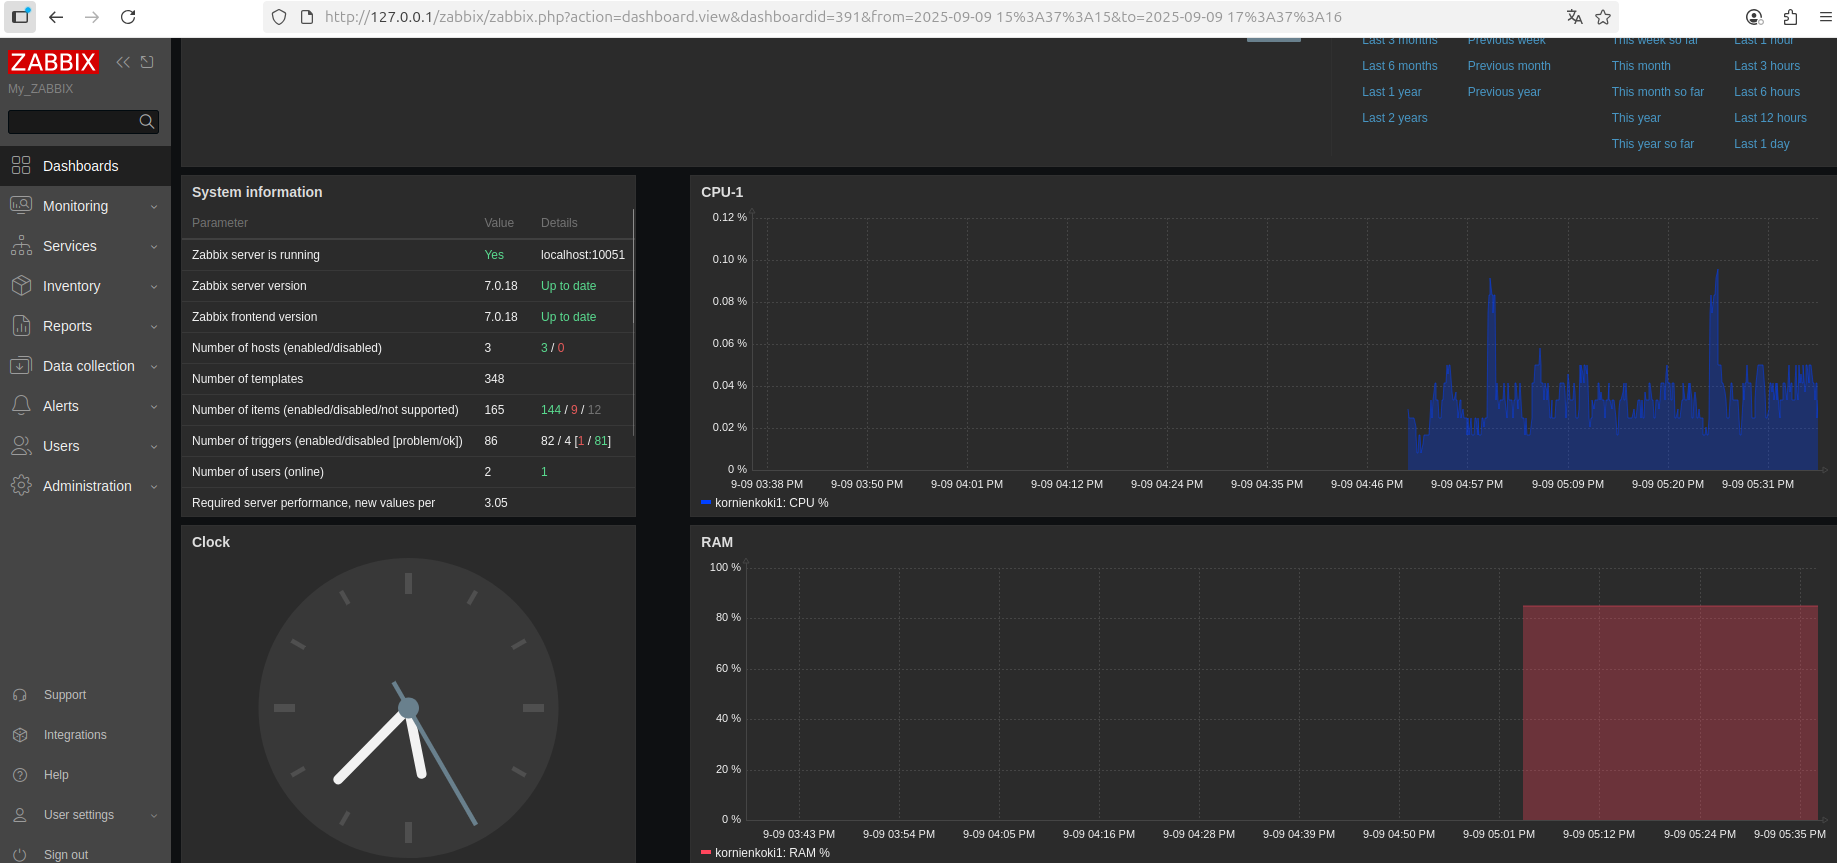 http://127.0.0.1/zabbix/zabbix.php?action=dashboard.view&dashboardid=391&from=2025-09-09 15%3A37%3A15&to=2025-09-09 17%3A37%3A16
ZABBIX
My_ZABBIX
Dashboards
Monitoring
Services
Inventory
Reports
Data collection
Alerts
Users
Administration
Support
Integrations
Help
User settings
Sign out
Last 3 months Previous week This week so far Last 1 hour
Last 6 months Previous month This month Last 3 hours
Last 1 year Previous year This month so far Last 6 hours
Last 2 years This year Last 12 hours
This year so far Last 1 day
System information
Parameter Value Details
Zabbix server is running Yes localhost:10051
Zabbix server version 7.0.18 Up to date
Zabbix frontend version 7.0.18 Up to date
Number of hosts (enabled/disabled) 3 3 / 0
Number of templates 348
Number of items (enabled/disabled/not supported) 165 144 / 9 / 12
Number of triggers (enabled/disabled [problem/ok]) 86 82 / 4 [1 / 81]
Number of users (online) 2 1
Required server performance, new values per 3.05
CPU-1
0.12 %
0.10 %
0.08 %
0.06 %
0.04 %
0.02 %
0 %
9-09 03:38 PM 9-09 03:50 PM 9-09 04:01 PM 9-09 04:12 PM 9-09 04:24 PM 9-09 04:35 PM 9-09 04:46 PM 9-09 04:57 PM 9-09 05:09 PM 9-09 05:20 PM 9-09 05:31 PM
kornienkoki1: CPU %
Clock
RAM
100 %
80 %
60 %
40 %
20 %
0 %
9-09 03:43 PM 9-09 03:54 PM 9-09 04:05 PM 9-09 04:16 PM 9-09 04:28 PM 9-09 04:39 PM 9-09 04:50 PM 9-09 05:01 PM 9-09 05:12 PM 9-09 05:24 PM 9-09 05:35 PM
kornienkoki1: RAM %